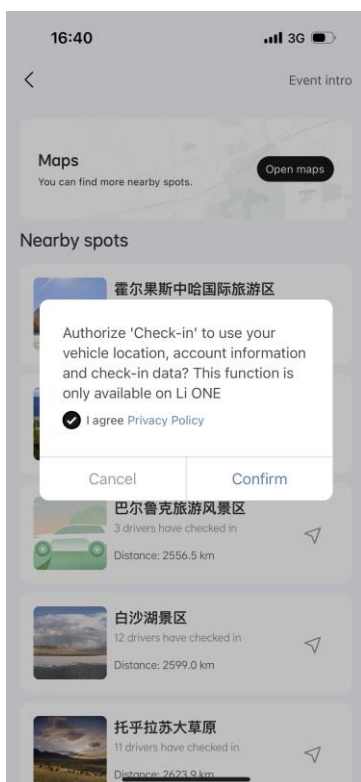 16:40
3G
Event intro
Maps
You can find more nearby spots.
Open maps
Nearby spots
霍尔果斯中哈国际旅游区
Authorize 'Check-in' to use your
vehicle location, account information
and check-in data? This function is
only available on Li ONE
I agree Privacy Policy
Cancel
Confirm
巴尔鲁克旅游风景区
3 drivers have checked in
Distance: 2556.5 km
白沙湖景区
12 drivers have checked in
Distance: 2599.0 km
托乎拉苏大草原
11 drivers have checked in
Distance: 2623.9 km